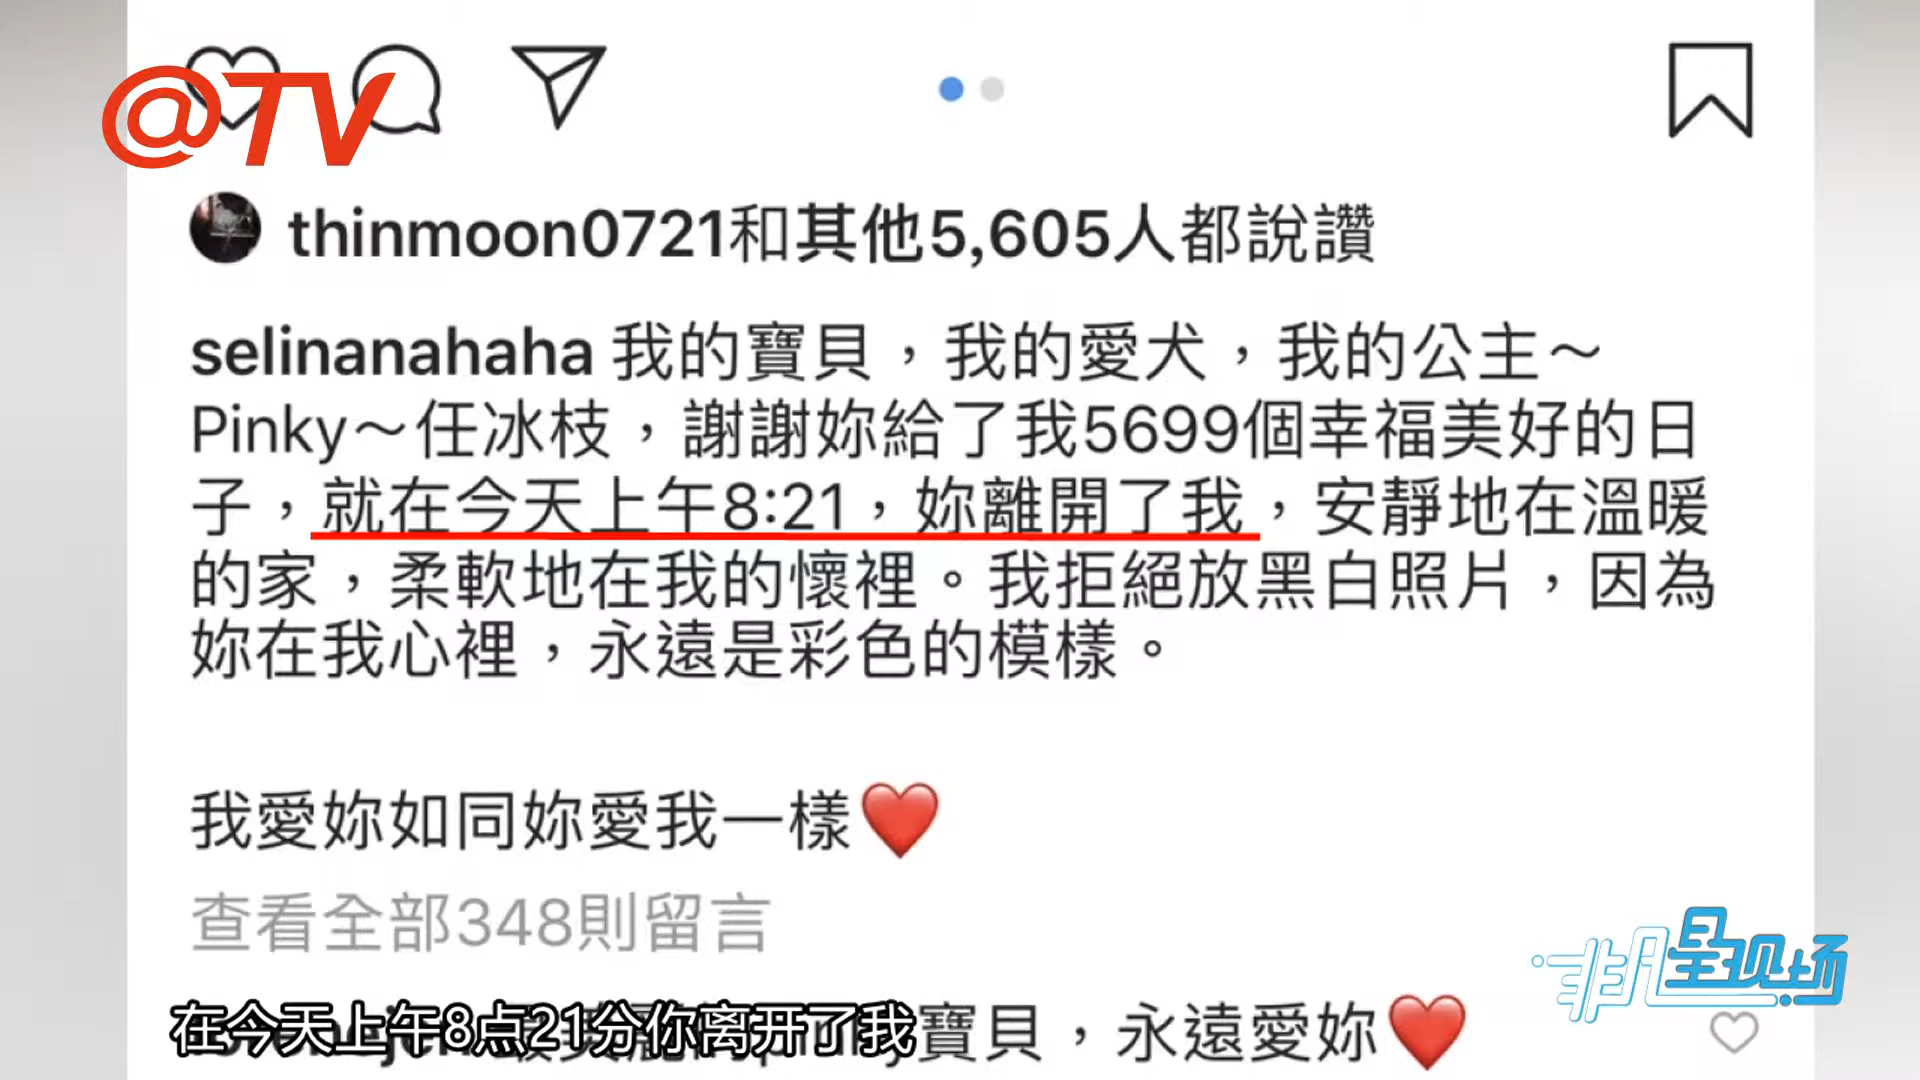 @TV
thinmoon0721和其他5,605人都說讚
selinanahaha 我的寶貝，我的愛犬，我的公主～
Pinky～任冰枝，謝謝妳給了我5699個幸福美好的日
子，就在今天上午8:21，妳離開了我，安靜地在溫暖
的家，柔軟地在我的懷裡。我拒絕放黑白照片，因為
妳在我心裡，永遠是彩色的模樣。
我愛妳如同妳愛我一樣❤️
查看全部348則留言
非凡星现场
寶貝，永遠愛妳❤️
在今天上午8点21分你离开了我